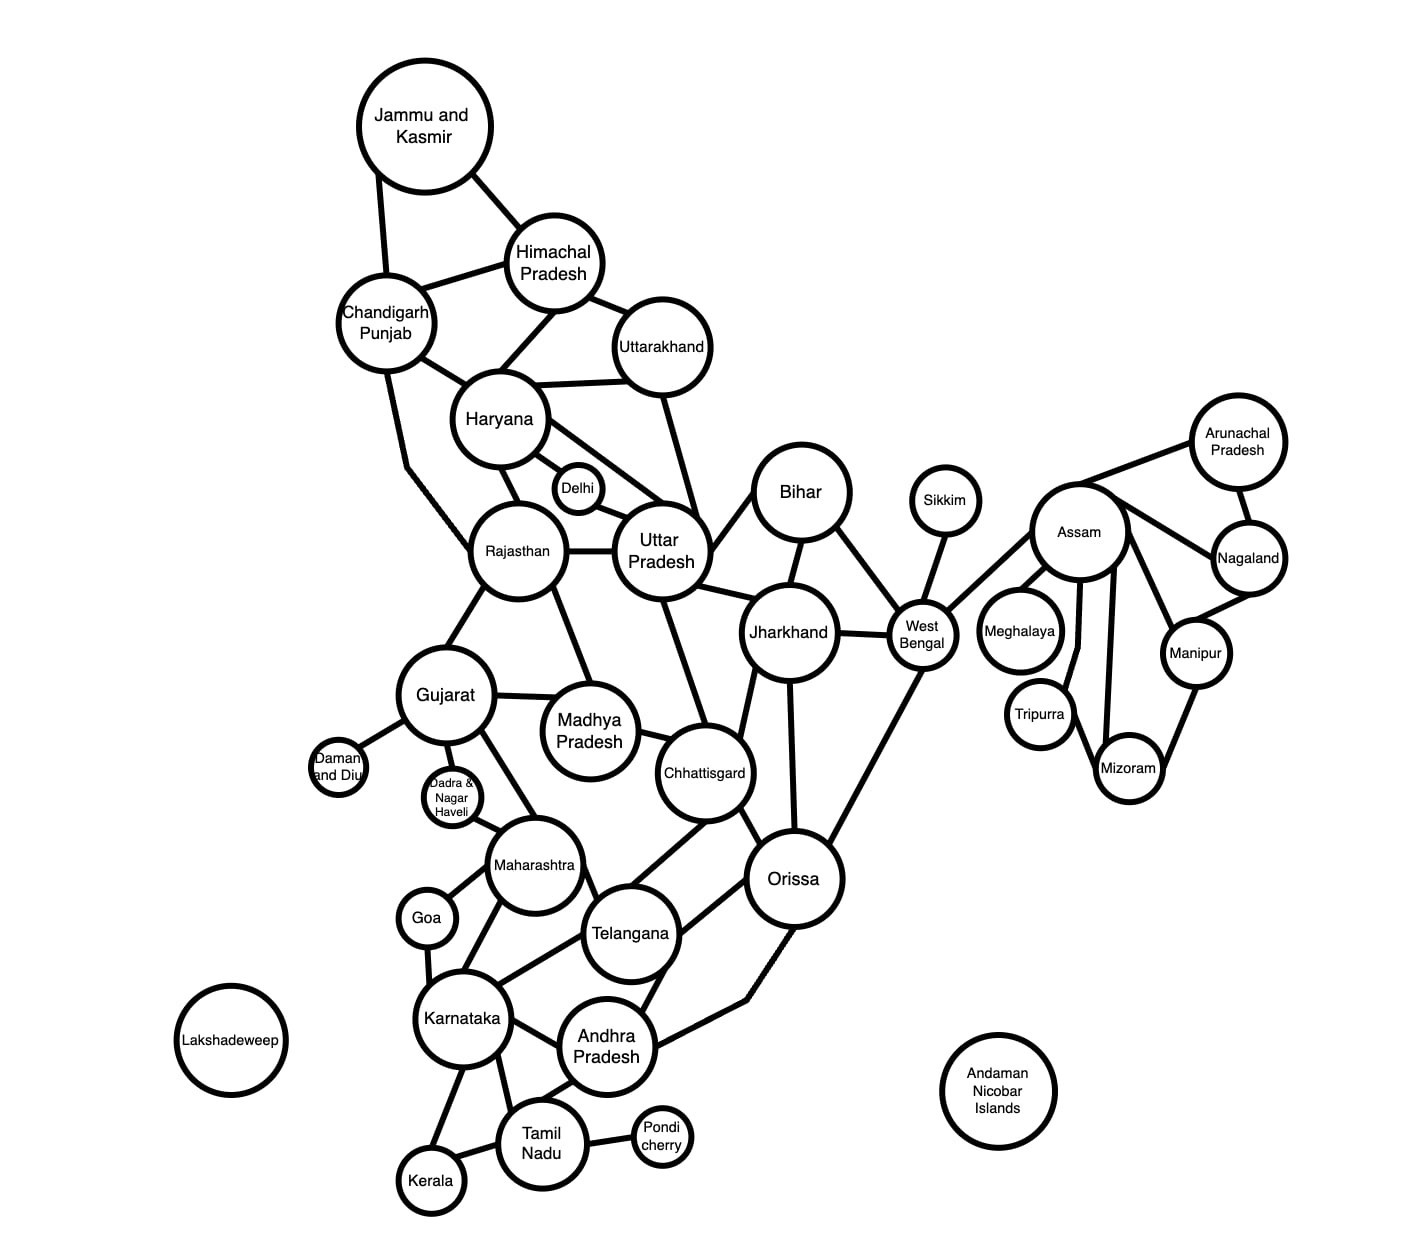 Jammu and
Kasmir
Himachal
Pradesh
Chandigarh
Punjab
Uttarakhand
Haryana
Delhi
Rajasthan
Uttar
Pradesh
Bihar
Sikkim
Arunachal
Pradesh
Assam
Nagaland
Jharkhand
West
Bengal
Meghalaya
Manipur
Gujarat
Madhya
Pradesh
Tripurra
Daman
and Diu
Chhattisgard
Mizoram
Dadra &
Nagar
Haveli
Maharashtra
Orissa
Goa
Telangana
Karnataka
Andhra
Pradesh
Lakshadeweep
Andaman
Nicobar
Islands
Tamil
Nadu
Pondi
cherry
Kerala